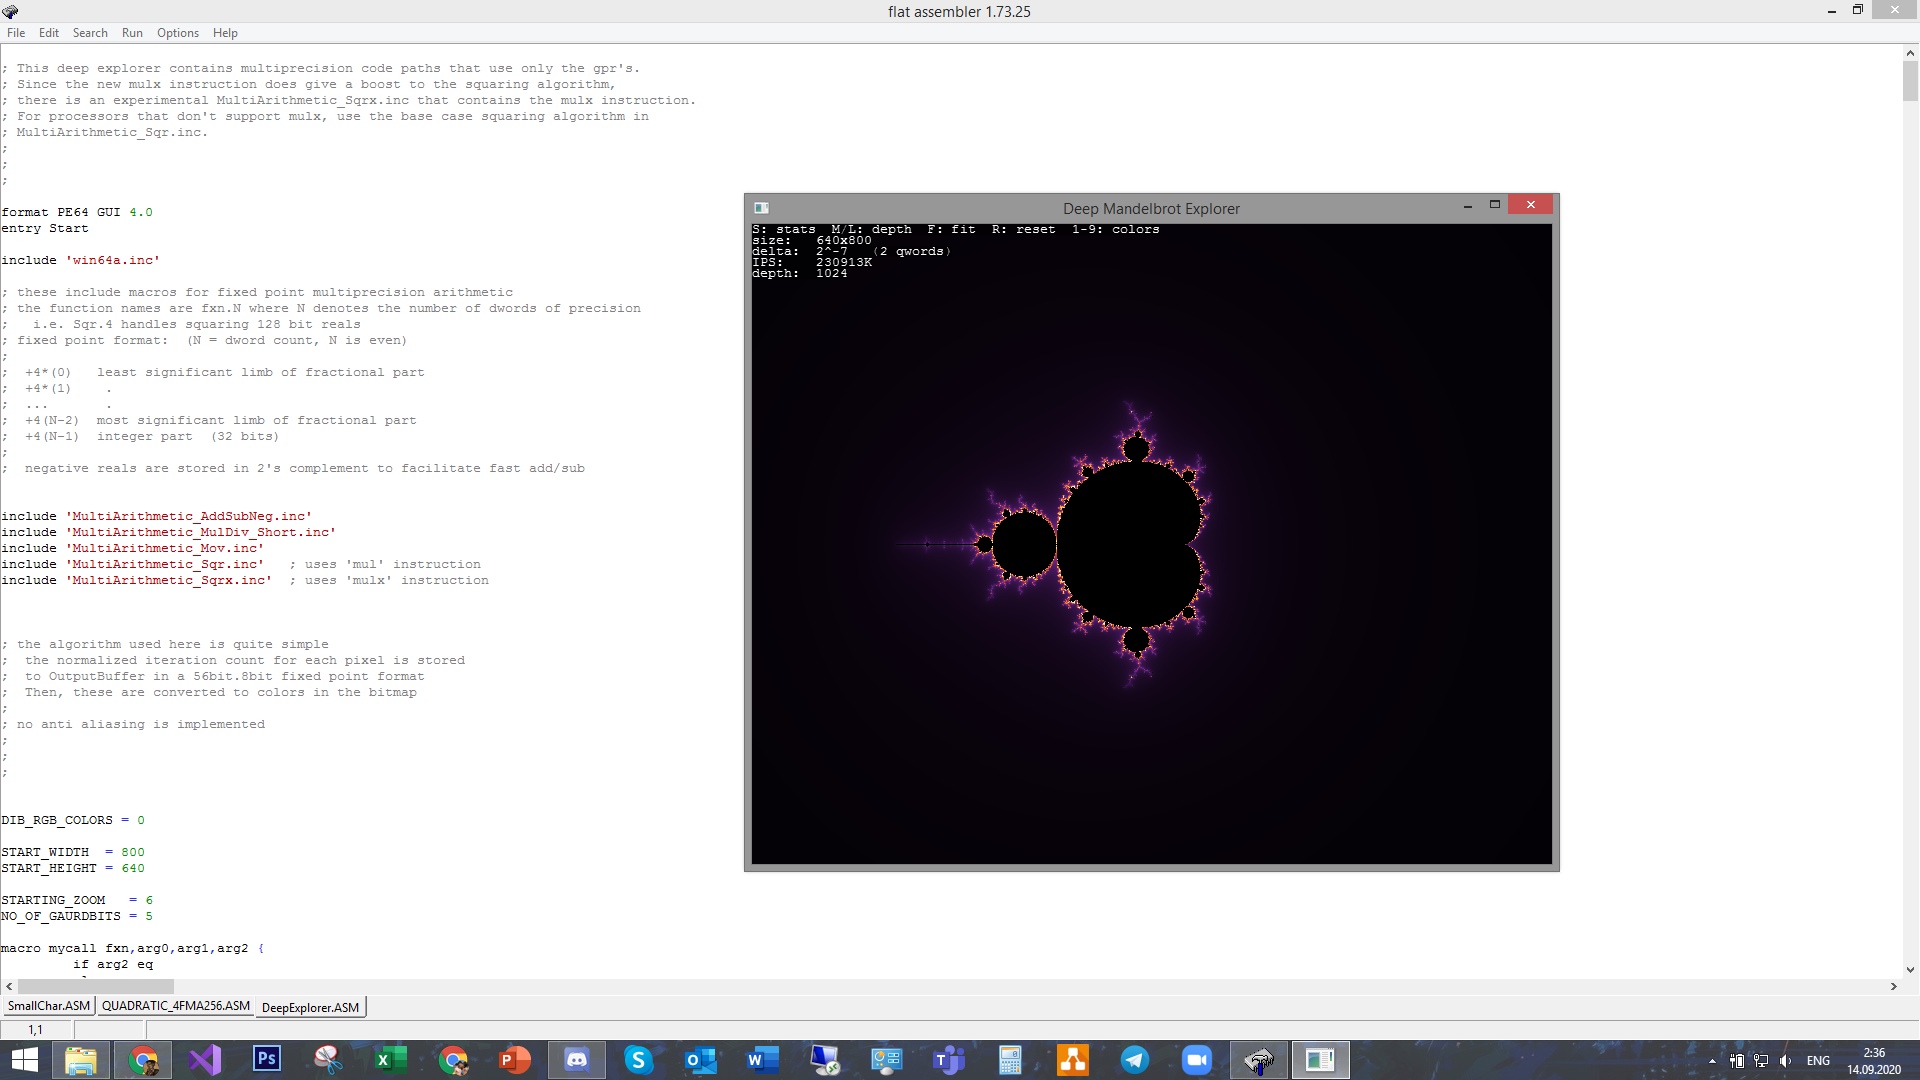 flat assembler 1.73.25
File Edit Search Run Options Help
; This deep explorer contains multiprecision code paths that use only the gpr's.
; Since the new mulx instruction does give a boost to the squaring algorithm,
; there is an experimental MultiArithmetic_Sqrx.inc that contains the mulx instruction.
; For processors that don't support mulx, use the base case squaring algorithm in
; MultiArithmetic_Sqr.inc.
;
;
;
format PE64 GUI 4.0
entry Start
include 'win64a.inc'
; these include macros for fixed point multiprecision arithmetic
; the function names are fxn.N where N denotes the number of dwords of precision
;   i.e. Sqr.4 handles squaring 128 bit reals
; fixed point format:  (N = dword count, N is even)
;
;  +4*(0)   least significant limb of fractional part
;  +4*(1)    .
;  ...       .
;  +4(N-2)  most significant limb of fractional part
;  +4(N-1)  integer part  (32 bits)
;
;  negative reals are stored in 2's complement to facilitate fast add/sub
include 'MultiArithmetic_AddSubNeg.inc'
include 'MultiArithmetic_MulDiv_Short.inc'
include 'MultiArithmetic_Mov.inc'
include 'MultiArithmetic_Sqr.inc'   ; uses 'mul' instruction
include 'MultiArithmetic_Sqrx.inc'  ; uses 'mulx' instruction
; the algorithm used here is quite simple
;  the normalized iteration count for each pixel is stored
;  to OutputBuffer in a 56bit.8bit fixed point format
;  Then, these are converted to colors in the bitmap
;
; no anti aliasing is implemented
;
;
;
DIB_RGB_COLORS = 0
START_WIDTH  = 800
START_HEIGHT = 640
STARTING_ZOOM   = 6
NO_OF_GAURDBITS = 5
macro mycall fxn,arg0,arg1,arg2 {
if arg2 eq
Deep Mandelbrot Explorer
S: stats  M/L: depth  F: fit  R: reset  1-9: colors
size:   640x800
delta:  2^-7   (2 qwords)
IPS:    230913K
depth:  1024
SmallChar.ASM QUADRATIC_4FMA256.ASM DeepExplorer.ASM
1,1
Ps
S
W
ENG
2:36
14.09.2020